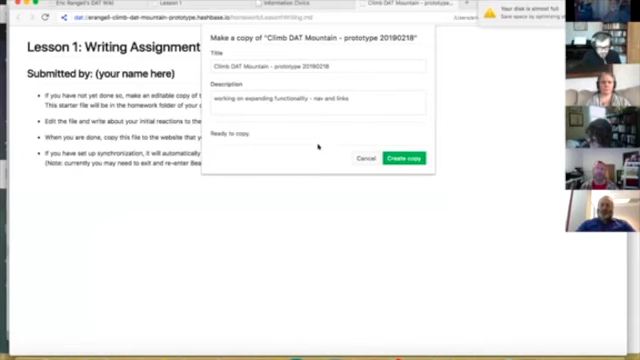 Eric Rangell's DAT Wiki
Lesson 1
Information Civics
Climb DAT Mountain - prototype 20190218
Your disk is almost full
Save space by optimizing
dat://erangell-climb-dat-mountain-prototype.hashbase.io/homework/Lesson1Writing.md
Lesson 1: Writing Assignment
Submitted by: (your name here)
If you have not yet done so, make an editable copy of
This starter file will be in the homework folder of your
Edit the file and write about your initial reactions to the
When you are done, copy this file to the website that
If you have set up synchronization, it will automatically
(Note: currently you may need to exit and re-enter Bea
Make a copy of "Climb DAT Mountain - prototype 20190218"
Title
Climb DAT Mountain - prototype 20190218
Description
working on expanding functionality - nav and links
Ready to copy.
Cancel
Create copy